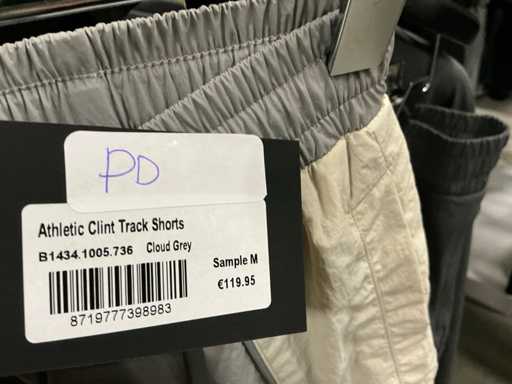 PD
Athletic Clint Track Shorts
B1434.1005.736 Cloud Grey
Sample M
€119.95
8719777398983